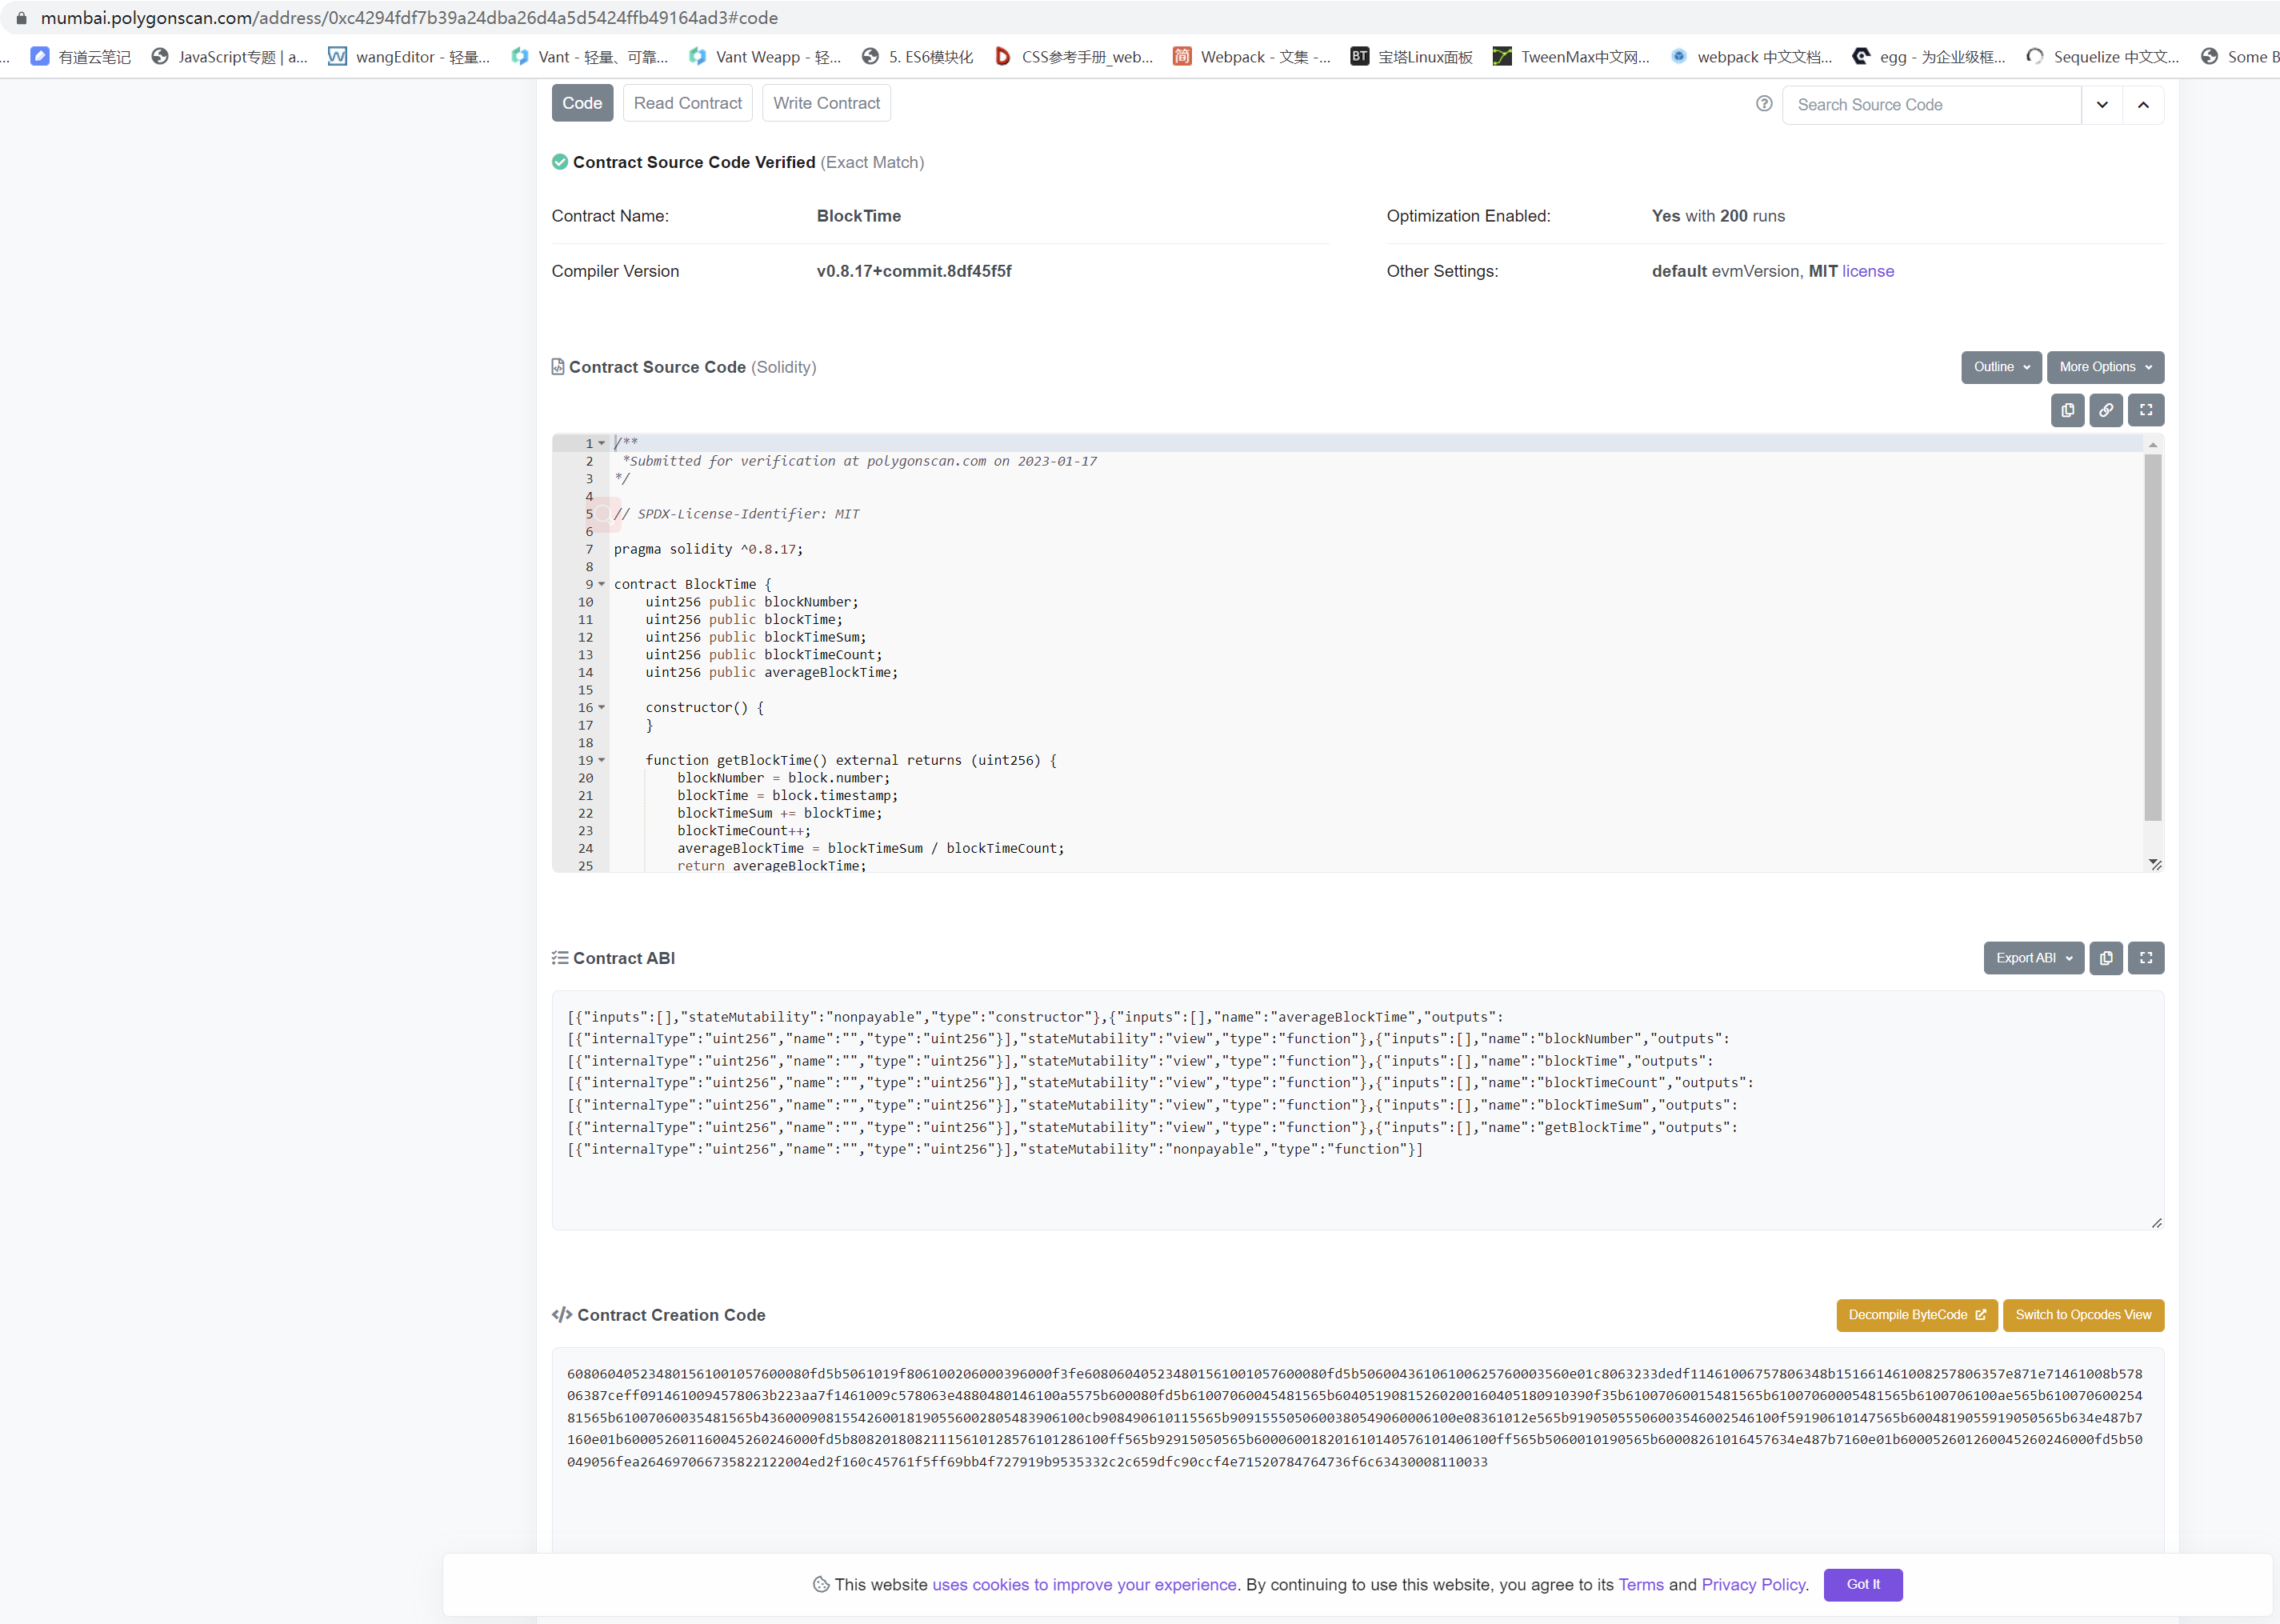 mumbai.polygonscan.com/address/0xc4294fdf7b39a24dba26d4a5d5424ffb49164ad3#code
... 有道云笔记 JavaScript专题 | a... wangEditor - 轻量... Vant - 轻量、可靠... Vant Weapp - 轻... 5. ES6模块化 CSS参考手册_web... 简 Webpack - 文集 -... BT 宝塔Linux面板 TweenMax中文网... webpack 中文文档... egg - 为企业级框... Sequelize 中文文... Some B
Code Read Contract Write Contract Search Source Code
Contract Source Code Verified (Exact Match)
Contract Name: BlockTime Optimization Enabled: Yes with 200 runs
Compiler Version v0.8.17+commit.8df45f5f Other Settings: default evmVersion, MIT license
Contract Source Code (Solidity) Outline More Options
1 /**
2 *Submitted for verification at polygonscan.com on 2023-01-17
3 */
4
5 // SPDX-License-Identifier: MIT
6
7 pragma solidity ^0.8.17;
8
9 contract BlockTime {
10 uint256 public blockNumber;
11 uint256 public blockTime;
12 uint256 public blockTimeSum;
13 uint256 public blockTimeCount;
14 uint256 public averageBlockTime;
15
16 constructor() {
17 }
18
19 function getBlockTime() external returns (uint256) {
20 blockNumber = block.number;
21 blockTime = block.timestamp;
22 blockTimeSum += blockTime;
23 blockTimeCount++;
24 averageBlockTime = blockTimeSum / blockTimeCount;
25 return averageBlockTime;
Contract ABI Export ABI
[{"inputs":[],"stateMutability":"nonpayable","type":"constructor"},{"inputs":[],"name":"averageBlockTime","outputs":
[{"internalType":"uint256","name":"","type":"uint256"}],"stateMutability":"view","type":"function"},{"inputs":[],"name":"blockNumber","outputs":
[{"internalType":"uint256","name":"","type":"uint256"}],"stateMutability":"view","type":"function"},{"inputs":[],"name":"blockTime","outputs":
[{"internalType":"uint256","name":"","type":"uint256"}],"stateMutability":"view","type":"function"},{"inputs":[],"name":"blockTimeCount","outputs":
[{"internalType":"uint256","name":"","type":"uint256"}],"stateMutability":"view","type":"function"},{"inputs":[],"name":"blockTimeSum","outputs":
[{"internalType":"uint256","name":"","type":"uint256"}],"stateMutability":"view","type":"function"},{"inputs":[],"name":"getBlockTime","outputs":
[{"internalType":"uint256","name":"","type":"uint256"}],"stateMutability":"nonpayable","type":"function"}]
Contract Creation Code Decompile ByteCode Switch to Opcodes View
608060405234801561001057600080fd5b5061019f806100206000396000f3fe608060405234801561001057600080fd5b50600436106100625760003560e01c8063233dedf11461006757806348b151661461008257806357e871e71461008b578
06387ceff0914610094578063b223aa7f1461009c578063e4880480146100a5575b600080fd5b61007060045481565b60405190815260200160405180910390f35b61007060015481565b61007060005481565b6100706100ae565b610070600254
81565b61007060035481565b43600090815542600181905560028054839061​00cb908490610115565b909155505060038054906000​6100e08361012e565b919050555060035460025461​00f59190610147565b6004819055919050565b634e487b7
160e01b600052601160045260246000fd5b80820180821115610128576101286100ff565b92915050565b6000600182016101405761014​06100ff565b5060010190565b60008261016457634e487b7160e01b600052601260045260246000fd5b50
049056fea264697066735822122004ed2f160c45761f5ff69bb4f727919b9535332c2c659dfc90ccf4e71520784764736f6c63430008110033
This website uses cookies to improve your experience. By continuing to use this website, you agree to its Terms and Privacy Policy. Got It